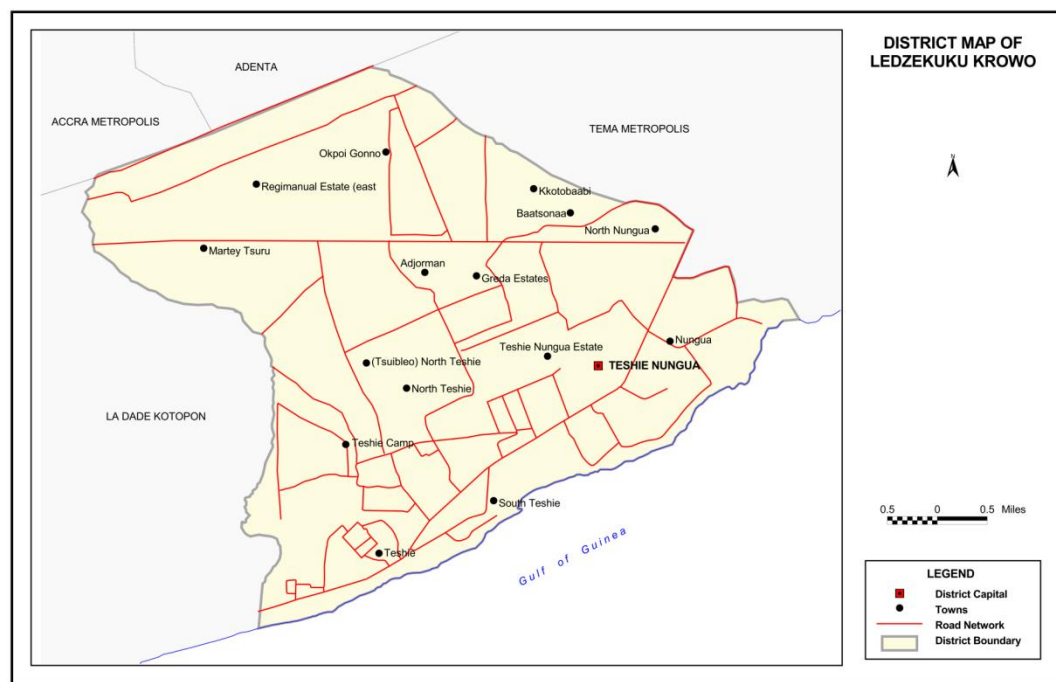 DISTRICT MAP OF
LEDZEKUKU KROWO
ADENTA
ACCRA METROPOLIS
TEMA METROPOLIS
Okpoi Gonno
Regimanual Estate (east
Kkotobaabi
Baatsonaa
North Nungua
Martey Tsuru
Adjorman
Greda Estates
Nungua
Teshie Nungua Estate
TESHIE NUNGUA
(Tsuibleo) North Teshie
North Teshie
LA DADE KOTOPON
Teshie Camp
South Teshie
Teshie
Gulf of Guinea
N
0.5 0 0.5 Miles
LEGEND
District Capital
Towns
Road Network
District Boundary